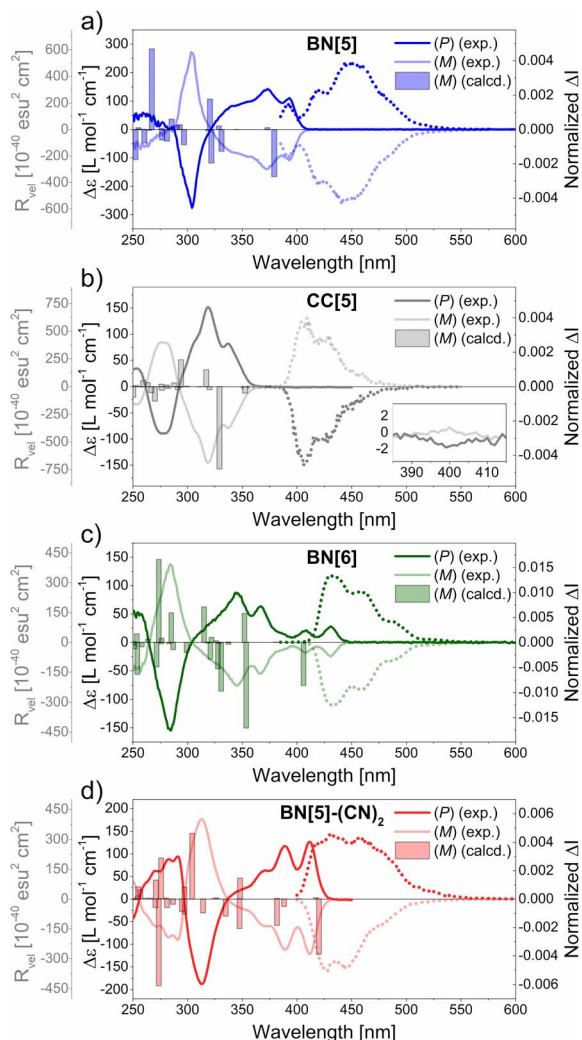 a)
BN[5]
(P) (exp.)
(M) (exp.)
(M) (calcd.)
R_vel [10^-40 esu^2 cm^2]
600
300
0
-300
-600
Δε [L mol^-1 cm^-1]
300
200
100
0
100
-200
-300
0.004
0.002
0.000
-0.002
-0.004
Normalized ΔI
250 300 350 400 450 500 550 600
Wavelength [nm]
b)
CC[5]
(P) (exp.)
(M) (exp.)
(M) (calcd.)
R_vel [10^-40 esu^2 cm^2]
750
500
250
0
-250
-500
-750
Δε [L mol^-1 cm^-1]
150
100
50
0
-50
-100
-150
0.004
0.002
0.000
-0.002
-0.004
Normalized ΔI
2
0
-2
390 400 410
250 300 350 400 450 500 550 600
Wavelength [nm]
c)
BN[6]
(P) (exp.)
(M) (exp.)
(M) (calcd.)
R_vel [10^-40 esu^2 cm^2]
450
300
150
0
-150
-300
-450
Δε [L mol^-1 cm^-1]
150
100
50
0
-50
-100
-150
0.015
0.010
0.005
0.000
-0.005
-0.010
-0.015
Normalized ΔI
250 300 350 400 450 500 550 600
Wavelength [nm]
d)
BN[5]-(CN)₂
(P) (exp.)
(M) (exp.)
(M) (calcd.)
R_vel [10^-40 esu^2 cm^2]
450
300
150
0
-150
-300
-450
Δε [L mol^-1 cm^-1]
200
150
100
50
0
-50
-100
-150
-200
0.006
0.004
0.002
0.000
-0.002
-0.004
-0.006
Normalized ΔI
250 300 350 400 450 500 550 600
Wavelength [nm]